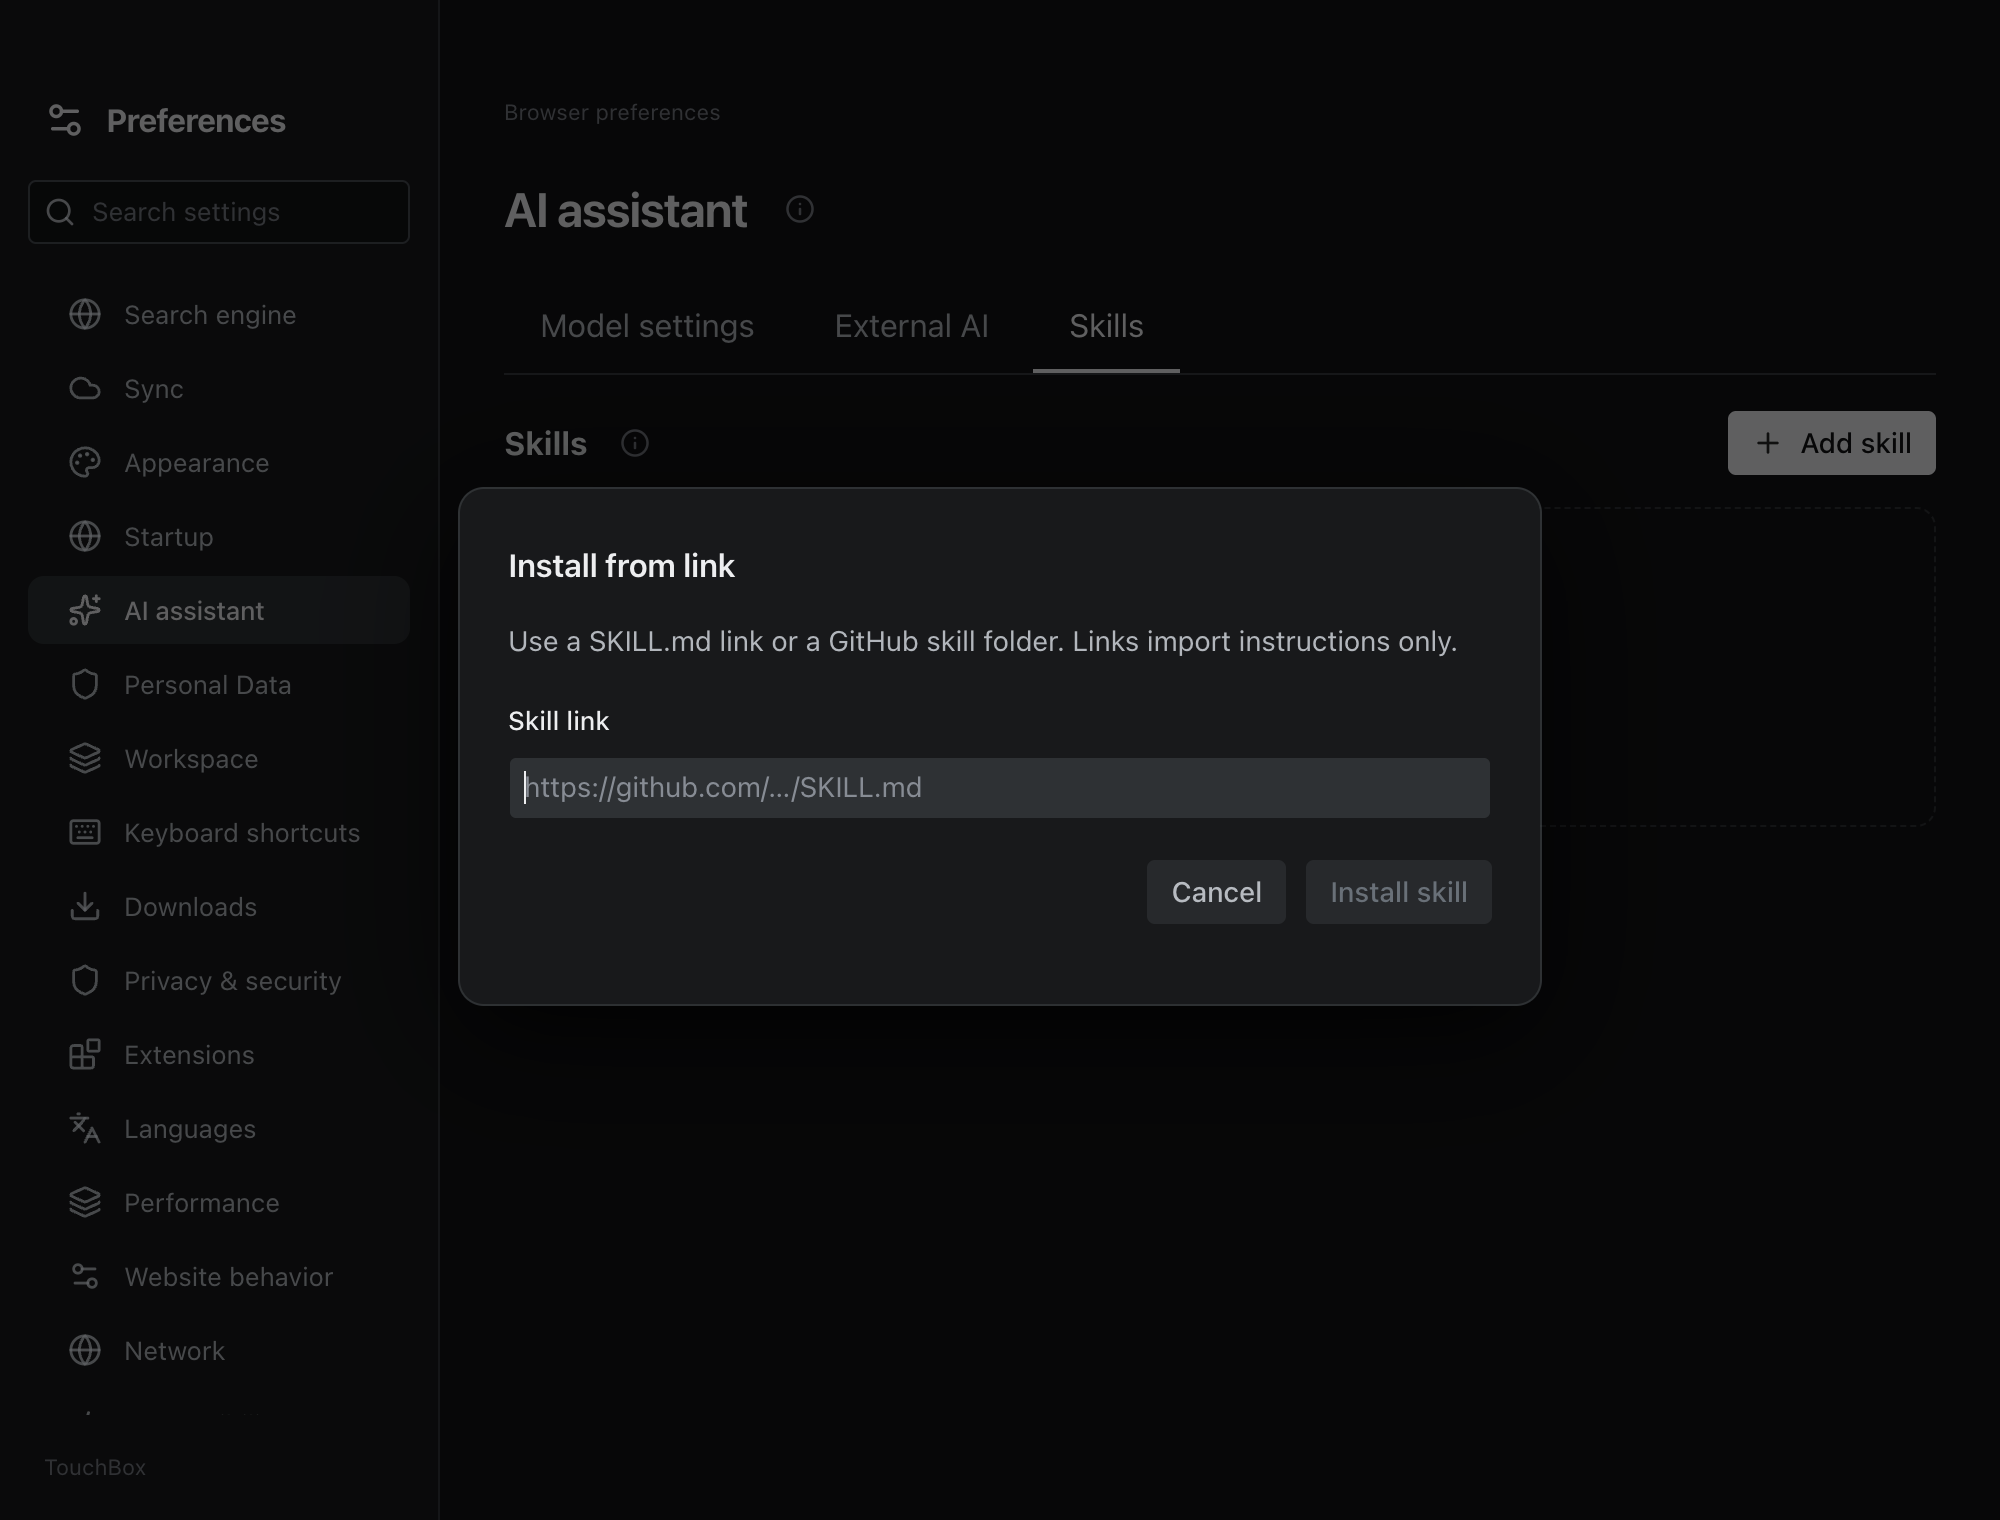 Preferences
Search settings
Search engine
Sync
Appearance
Startup
AI assistant
Personal Data
Workspace
Keyboard shortcuts
Downloads
Privacy & security
Extensions
Languages
Performance
Website behavior
Network
TouchBox
Browser preferences
AI assistant
Model settings External AI Skills
Skills
Add skill
Install from link
Use a SKILL.md link or a GitHub skill folder. Links import instructions only.
Skill link
https://github.com/.../SKILL.md
Cancel Install skill